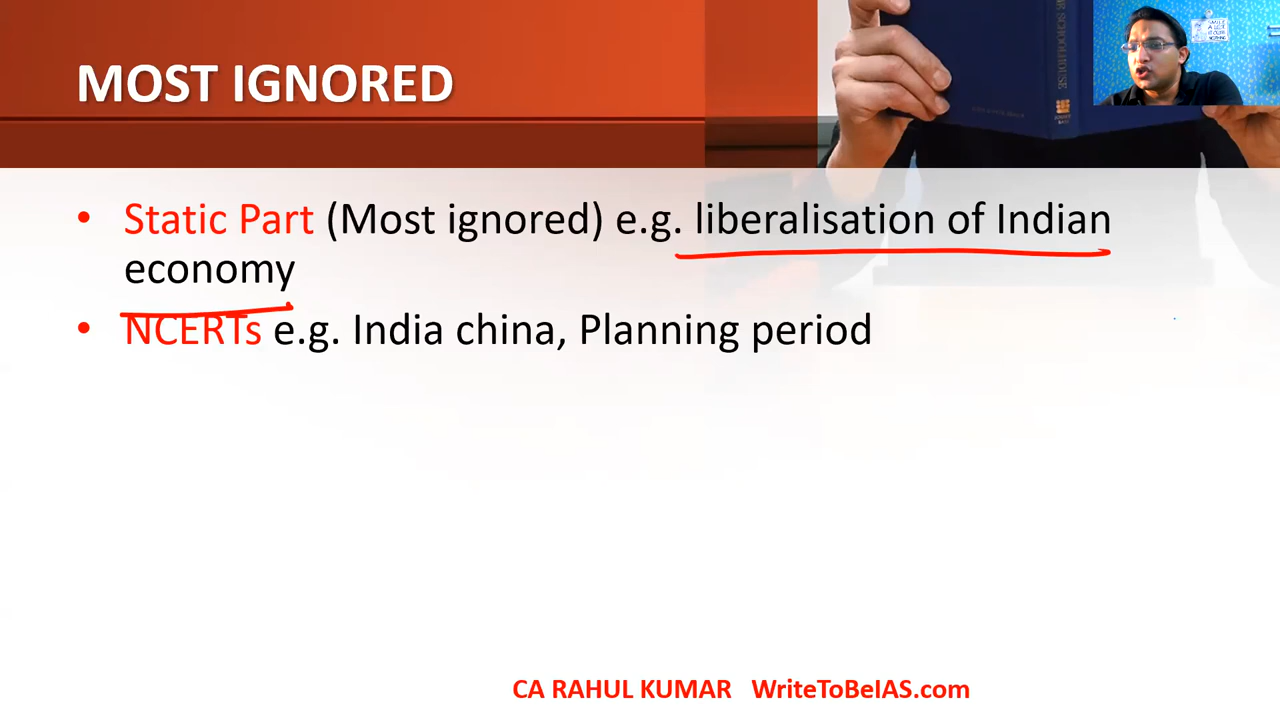 MOST IGNORED
• Static Part (Most ignored) e.g. liberalisation of Indian
economy
• NCERTs e.g. India china, Planning period
CA RAHUL KUMAR WriteToBeIAS.com